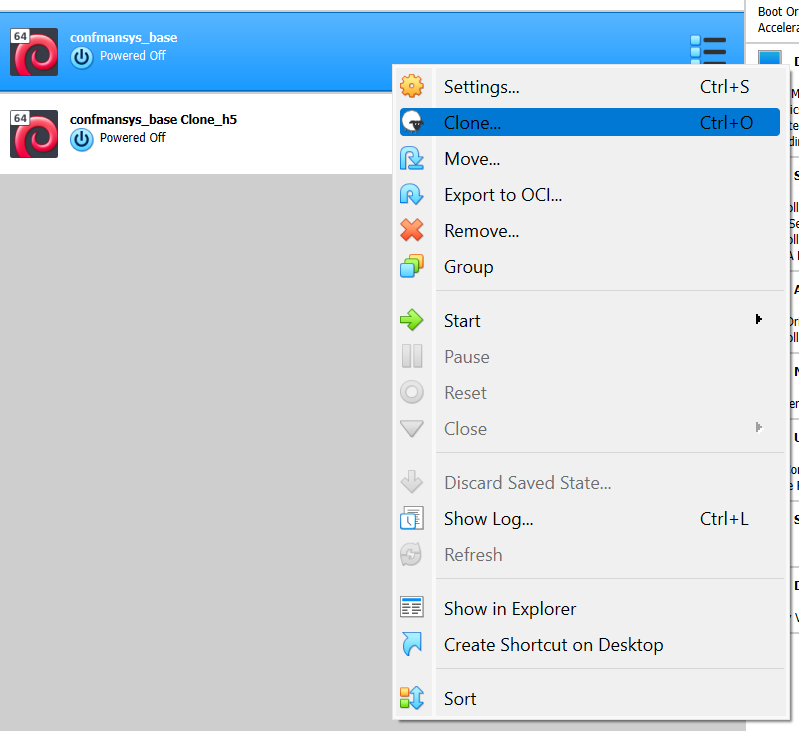 64
confmansys_base
Powered Off
64
confmansys_base Clone_h5
Powered Off
Boot Or
Accelera
Settings... Ctrl+S
Clone... Ctrl+O
Move...
Export to OCI...
Remove...
Group
Start
Pause
Reset
Close
Discard Saved State...
Show Log... Ctrl+L
Refresh
Show in Explorer
Create Shortcut on Desktop
Sort